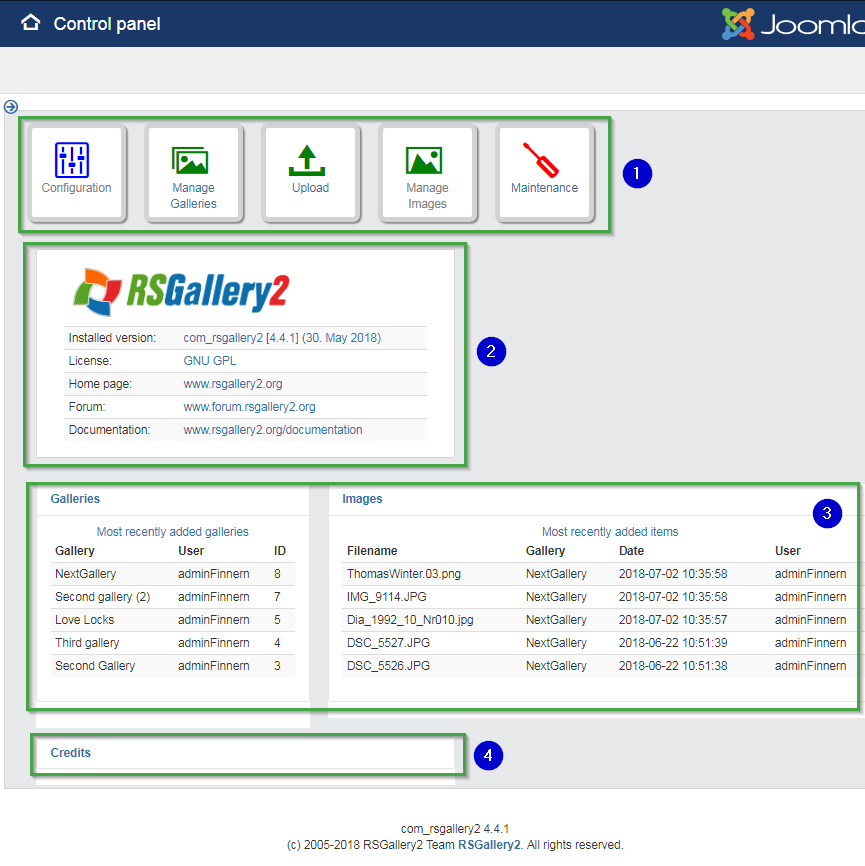 Control panel
Configuration
Manage
Galleries
Upload
Manage
Images
Maintenance
1
RSGallery2
Installed version: com_rsgallery2 [4.4.1] (30. May 2018)
License: GNU GPL
Home page: www.rsgallery2.org
Forum: www.forum.rsgallery2.org
Documentation: www.rsgallery2.org/documentation
2
Galleries
Most recently added galleries
Gallery User ID
NextGallery adminFinnern 8
Second gallery (2) adminFinnern 7
Love Locks adminFinnern 5
Third gallery adminFinnern 4
Second Gallery adminFinnern 3
Images
3
Most recently added items
Filename Gallery Date User
ThomasWinter.03.png NextGallery 2018-07-02 10:35:58 adminFinnern
IMG_9114.JPG NextGallery 2018-07-02 10:35:58 adminFinnern
Dia_1992_10_Nr010.jpg NextGallery 2018-07-02 10:35:57 adminFinnern
DSC_5527.JPG NextGallery 2018-06-22 10:51:39 adminFinnern
DSC_5526.JPG NextGallery 2018-06-22 10:51:38 adminFinnern
Credits
4
com_rsgallery2 4.4.1
(c) 2005-2018 RSGallery2 Team RSGallery2. All rights reserved.